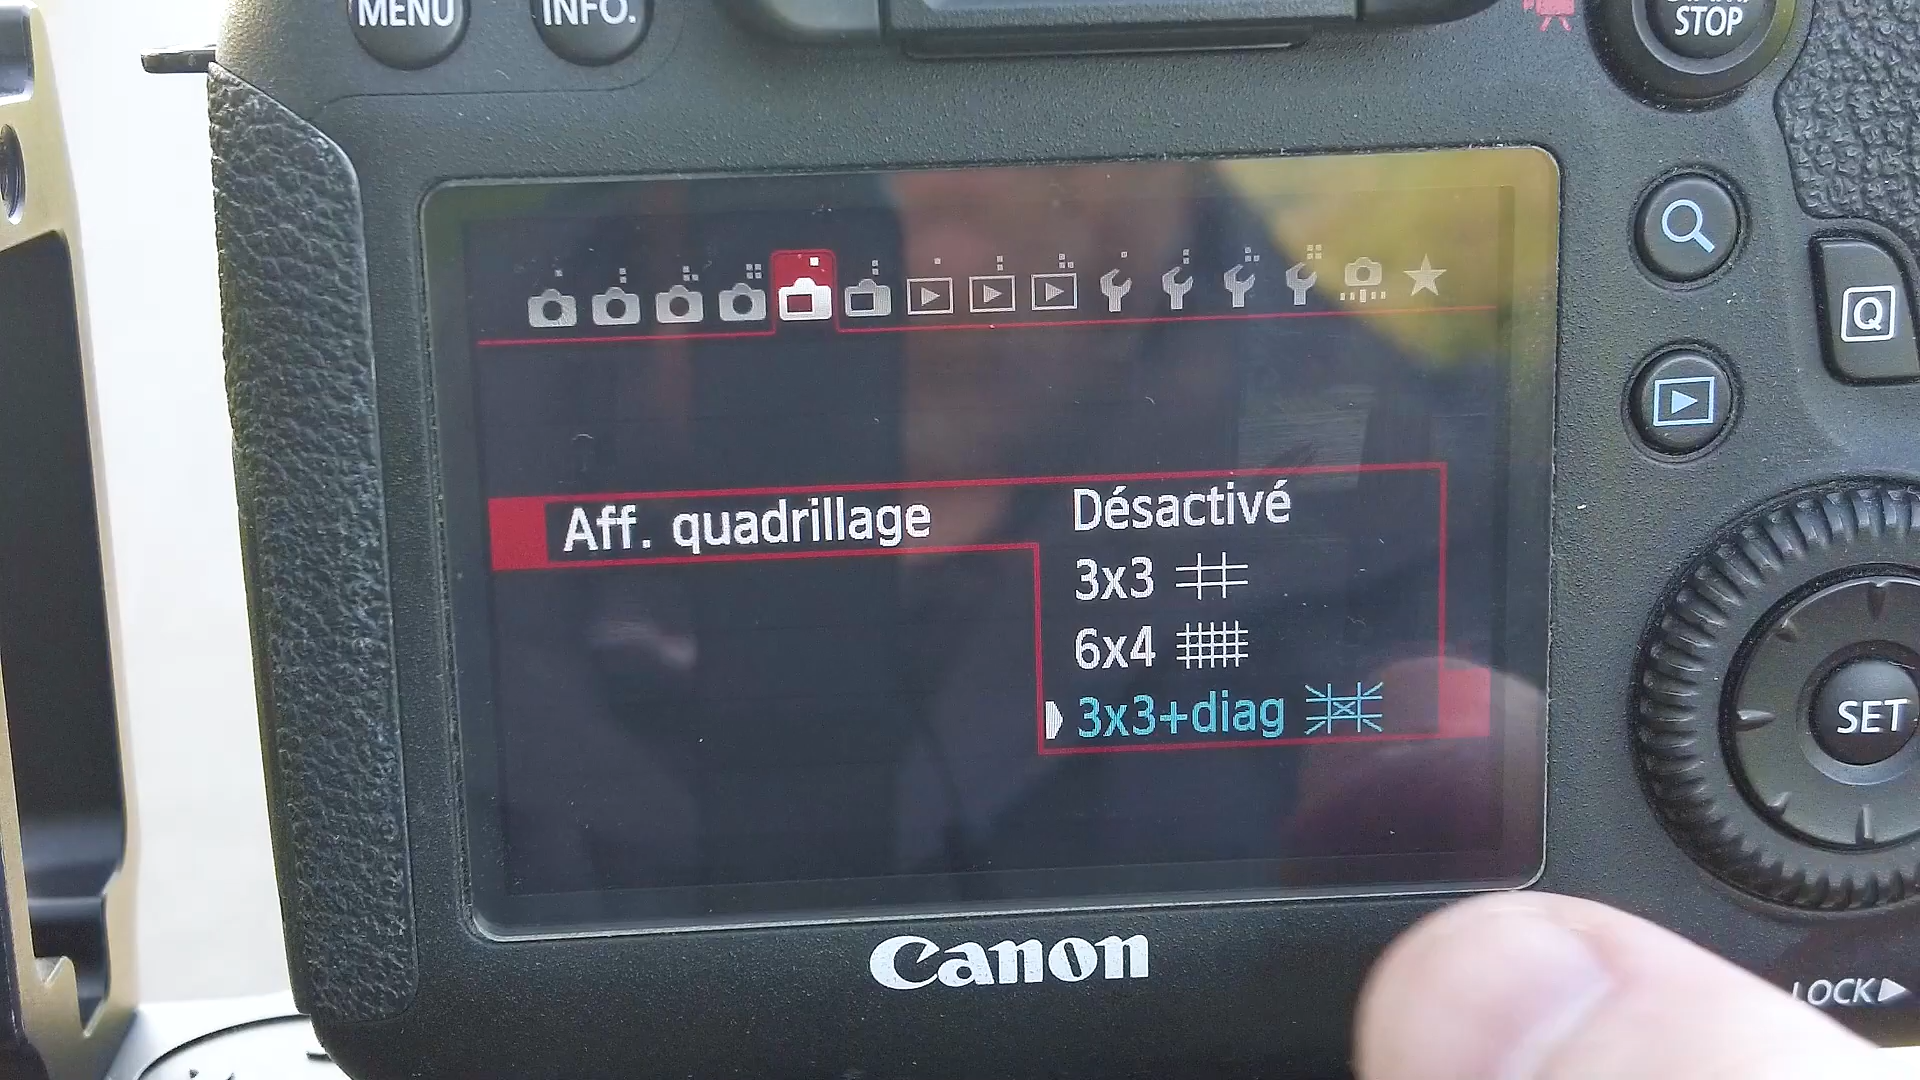 MENU
INFO.
STOP
Q
Aff. quadrillage
Désactivé
3x3
6x4
3x3+diag
SET
Canon
LOCK